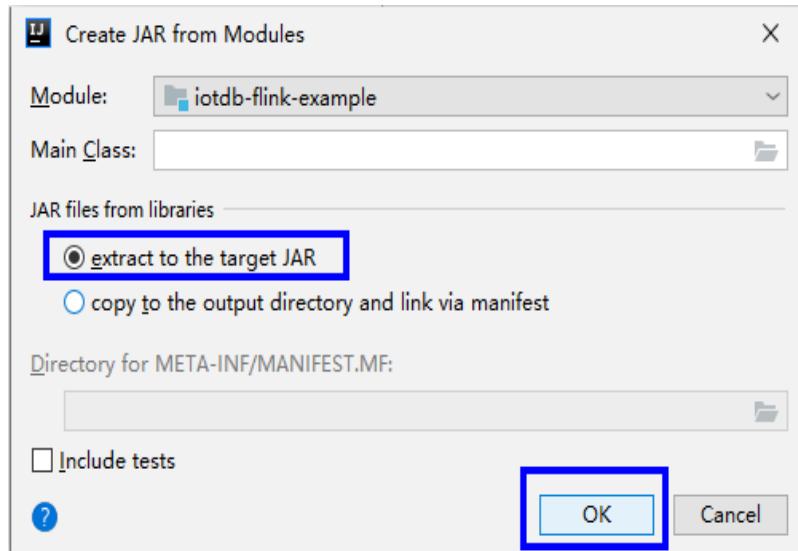 IJ Create JAR from Modules
Module: iotdb-flink-example
Main Class:
JAR files from libraries
extract to the target JAR
copy to the output directory and link via manifest
Directory for META-INF/MANIFEST.MF:
Include tests
? OK Cancel